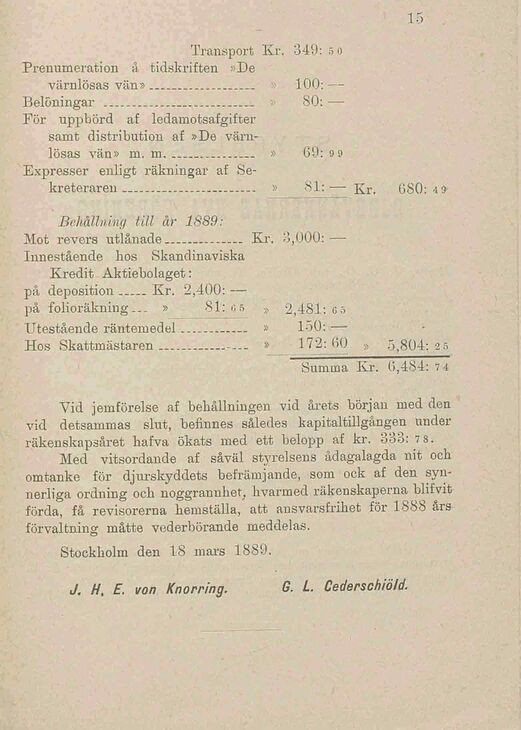 15
Transport Kr. 349: 50
Prenumeration å tidskriften »De
värnlösas vän» » 100: —
Belöningar » 80: —
För uppbörd af ledamotsafgifter
samt distribution af »De värn-
lösas vän» m. m. » 69: 99
Expresser enligt räkningar af Se-
kreteraren » 81: — Kr. 680: 49
Behållning till år 1889:
Mot revers utlånade Kr. 3,000: —
Innestående hos Skandinaviska
Kredit Aktiebolaget:
på deposition Kr. 2,400: —
på folioräkning » 81: 65 » 2,481: 65
Utestående räntemedel » 150: —
Hos Skattmästaren » 172: 60 » 5,804: 25
Summa Kr. 6,484: 74
Vid jemförelse af behållningen vid årets början med den
vid detsammas slut, befinnes således kapitaltillgången under
räkenskapsåret hafva ökats med ett belopp af kr. 333: 78.
Med vitsordande af såväl styrelsens ådagalagda nit och
omtanke för djurskyddets befrämjande, som ock af den syn-
nerliga ordning och noggrannhet, hvarmed räkenskaperna blifvit
förda, få revisorerna hemställa, att ansvarsfrihet för 1888 års
förvaltning måtte vederbörande meddelas.
Stockholm den 18 mars 1889.
J. H. E. von Knorring. G. L. Cederschiöld.